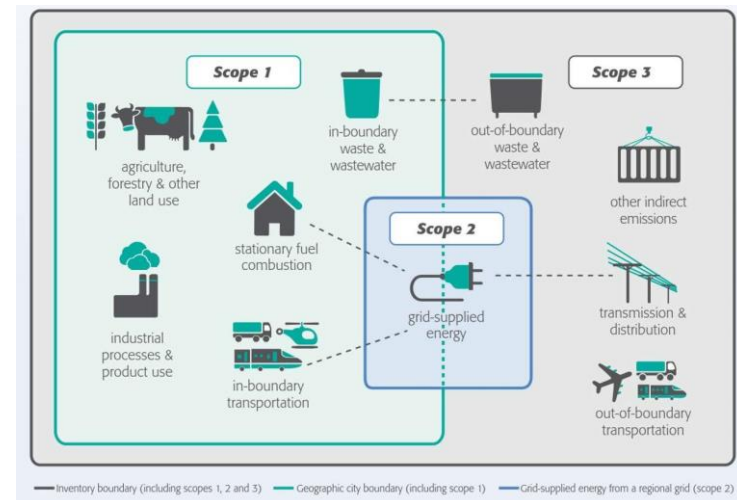 Scope 1
Scope 3
in-boundary
waste &
wastewater
out-of-boundary
waste &
wastewater
agriculture,
forestry & other
land use
other indirect
emissions
Scope 2
stationary fuel
combustion
grid-supplied
energy
transmission &
distribution
industrial
processes &
product use
in-boundary
transportation
out-of-boundary
transportation
Inventory boundary (including scopes 1, 2 and 3) Geographic city boundary (including scope 1) Grid-supplied energy from a regional grid (scope 2)